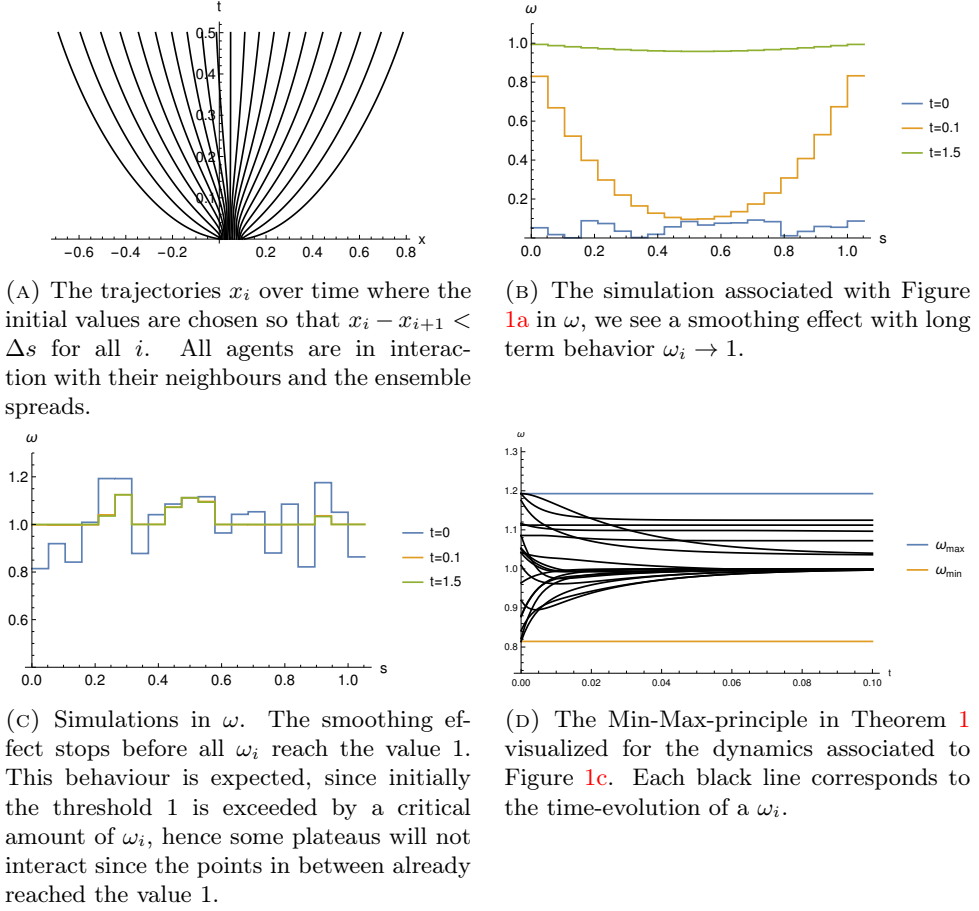 t
0.5
0.4
0.3
0.2
0.1
−0.6 −0.4 −0.2 0.2 0.4 0.6 0.8 x
(A) The trajectories xᵢ over time where the
initial values are chosen so that xᵢ − xᵢ₊₁ <
Δs for all i. All agents are in interac-
tion with their neighbours and the ensemble
spreads.
ω
1.0
0.8
0.6
0.4
0.2
0.0 0.2 0.4 0.6 0.8 1.0 s
t=0
t=0.1
t=1.5
(B) The simulation associated with Figure
1a in ω, we see a smoothing effect with long
term behavior ωᵢ → 1.
ω
1.2
1.0
0.8
0.6
0.0 0.2 0.4 0.6 0.8 1.0 s
t=0
t=0.1
t=1.5
(C) Simulations in ω. The smoothing ef-
fect stops before all ωᵢ reach the value 1.
This behaviour is expected, since initially
the threshold 1 is exceeded by a critical
amount of ωᵢ, hence some plateaus will not
interact since the points in between already
reached the value 1.
ω
1.3
1.2
1.1
1.0
0.9
0.8
0.00 0.02 0.04 0.06 0.08 0.10 t
ωmax
ωmin
(D) The Min-Max-principle in Theorem 1
visualized for the dynamics associated to
Figure 1c. Each black line corresponds to
the time-evolution of a ωᵢ.